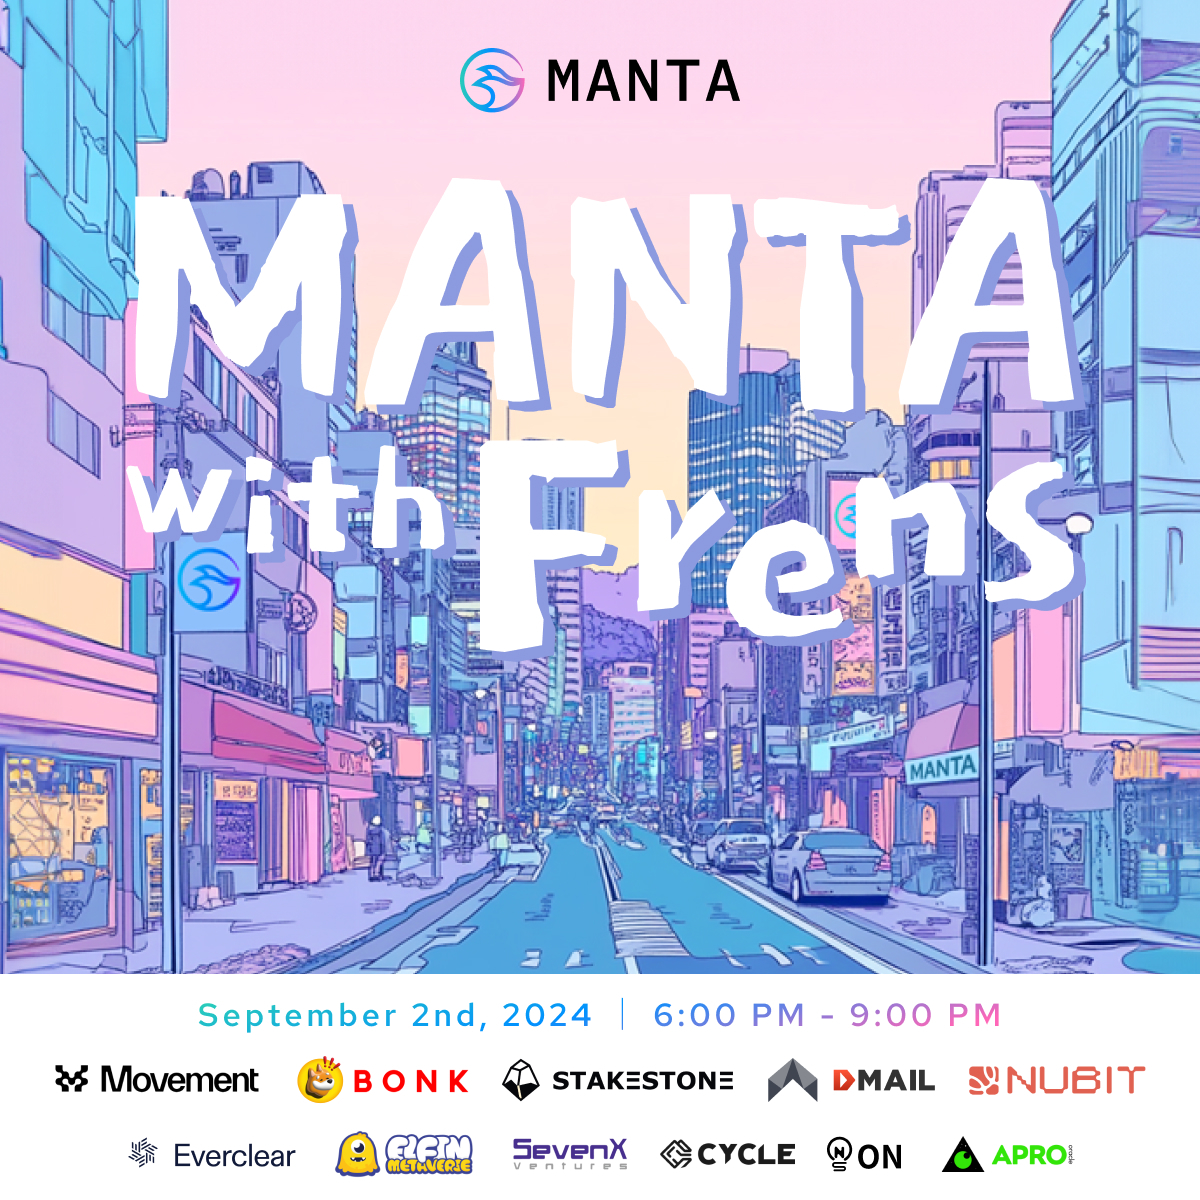 MANTA
MANTA
with Frens
MANTA
September 2nd, 2024 | 6:00 PM - 9:00 PM
Movement BONK STAKESTONE DMAIL NUBIT
Everclear ELFIN METAVERSE SevenX Ventures CYCLE ON APRO oracle